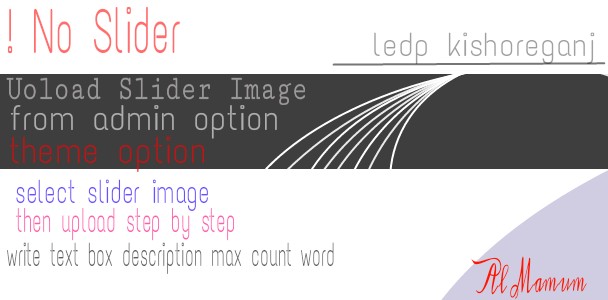 ! No Slider
ledp kishoreganj
Uoload Slider Image
from admin option
theme option
select slider image
then upload step by step
write text box description max count word
Al Mamum